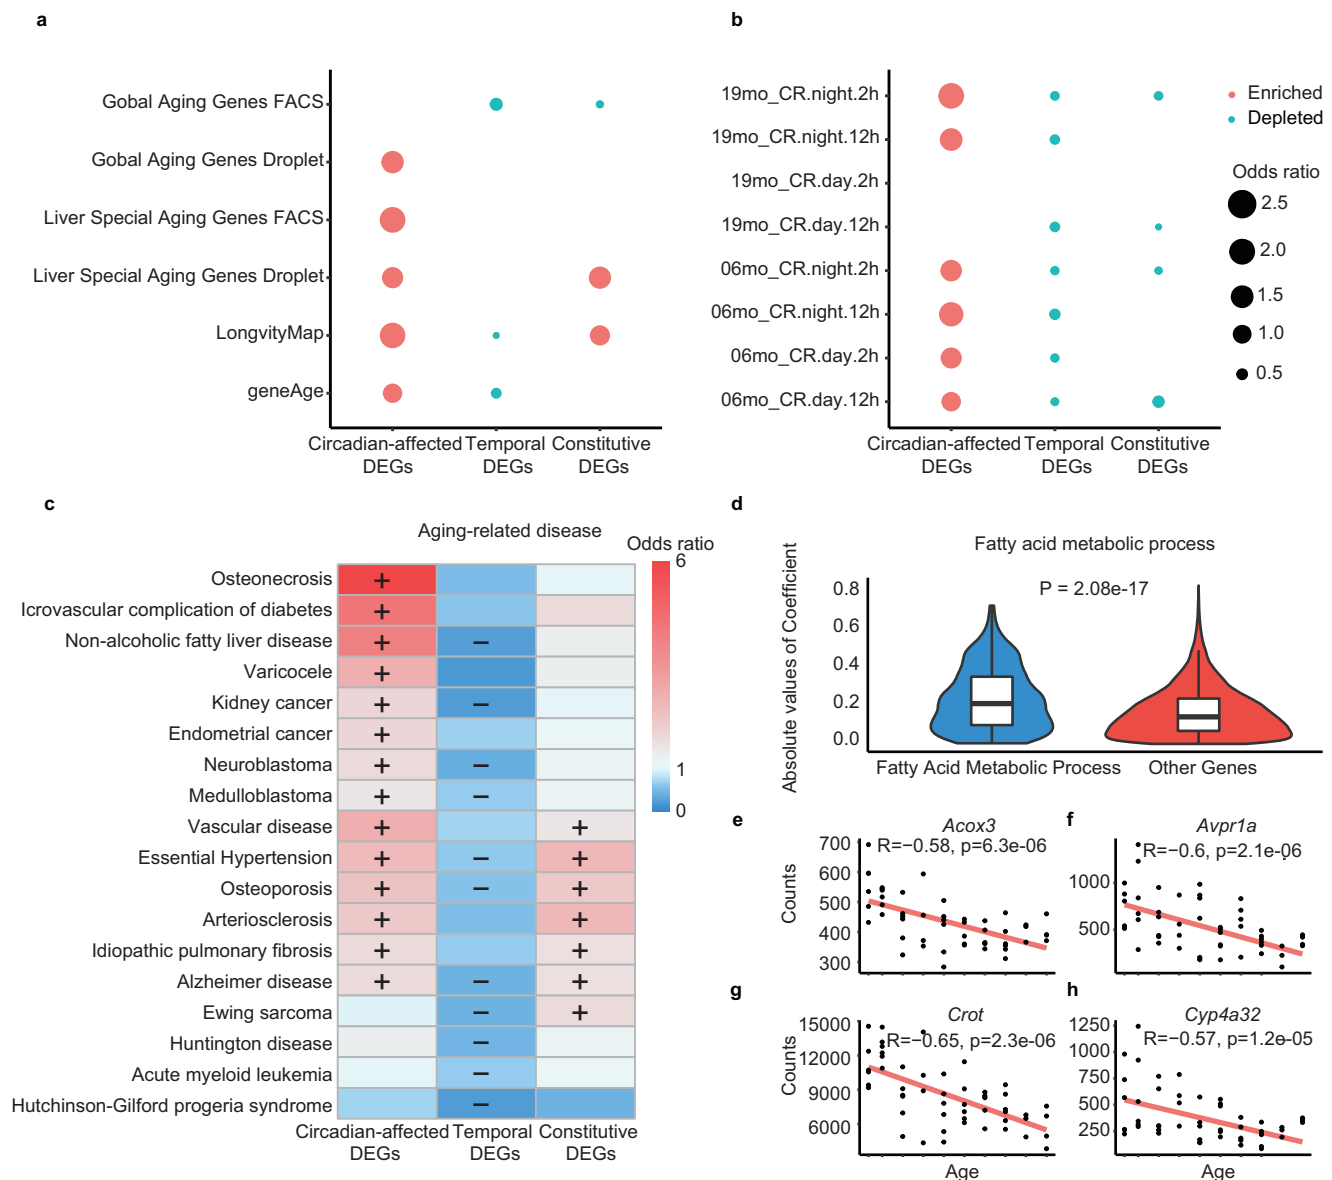 a
Gobal Aging Genes FACS
Gobal Aging Genes Droplet
Liver Special Aging Genes FACS
Liver Special Aging Genes Droplet
LongvityMap
geneAge
Circadian-affected Temporal Constitutive
DEGs DEGs DEGs
b
19mo_CR.night.2h
19mo_CR.night.12h
19mo_CR.day.2h
19mo_CR.day.12h
06mo_CR.night.2h
06mo_CR.night.12h
06mo_CR.day.2h
06mo_CR.day.12h
Circadian-affected Temporal Constitutive
DEGs DEGs DEGs
Enriched
Depleted
Odds ratio
2.5
2.0
1.5
1.0
0.5
c
Aging-related disease
Odds ratio
6
1
0
Osteonecrosis +
Icrovascular complication of diabetes +
Non-alcoholic fatty liver disease + −
Varicocele +
Kidney cancer + −
Endometrial cancer +
Neuroblastoma + −
Medulloblastoma + −
Vascular disease + +
Essential Hypertension + − +
Osteoporosis + − +
Arteriosclerosis + +
Idiopathic pulmonary fibrosis + +
Alzheimer disease + − +
Ewing sarcoma − +
Huntington disease −
Acute myeloid leukemia −
Hutchinson-Gilford progeria syndrome −
Circadian-affected Temporal Constitutive
DEGs DEGs DEGs
d
Fatty acid metabolic process
P = 2.08e-17
Absolute values of Coefficient
0.8
0.6
0.4
0.2
0.0
Fatty Acid Metabolic Process Other Genes
e
Acox3
R=−0.58, p=6.3e-06
Counts
700
600
500
400
300
f
Avpr1a
R=−0.6, p=2.1e-06
1000
500
g
Crot
R=−0.65, p=2.3e-06
Counts
15000
12000
9000
6000
Age
h
Cyp4a32
R=−0.57, p=1.2e-05
1250
1000
750
500
250
Age